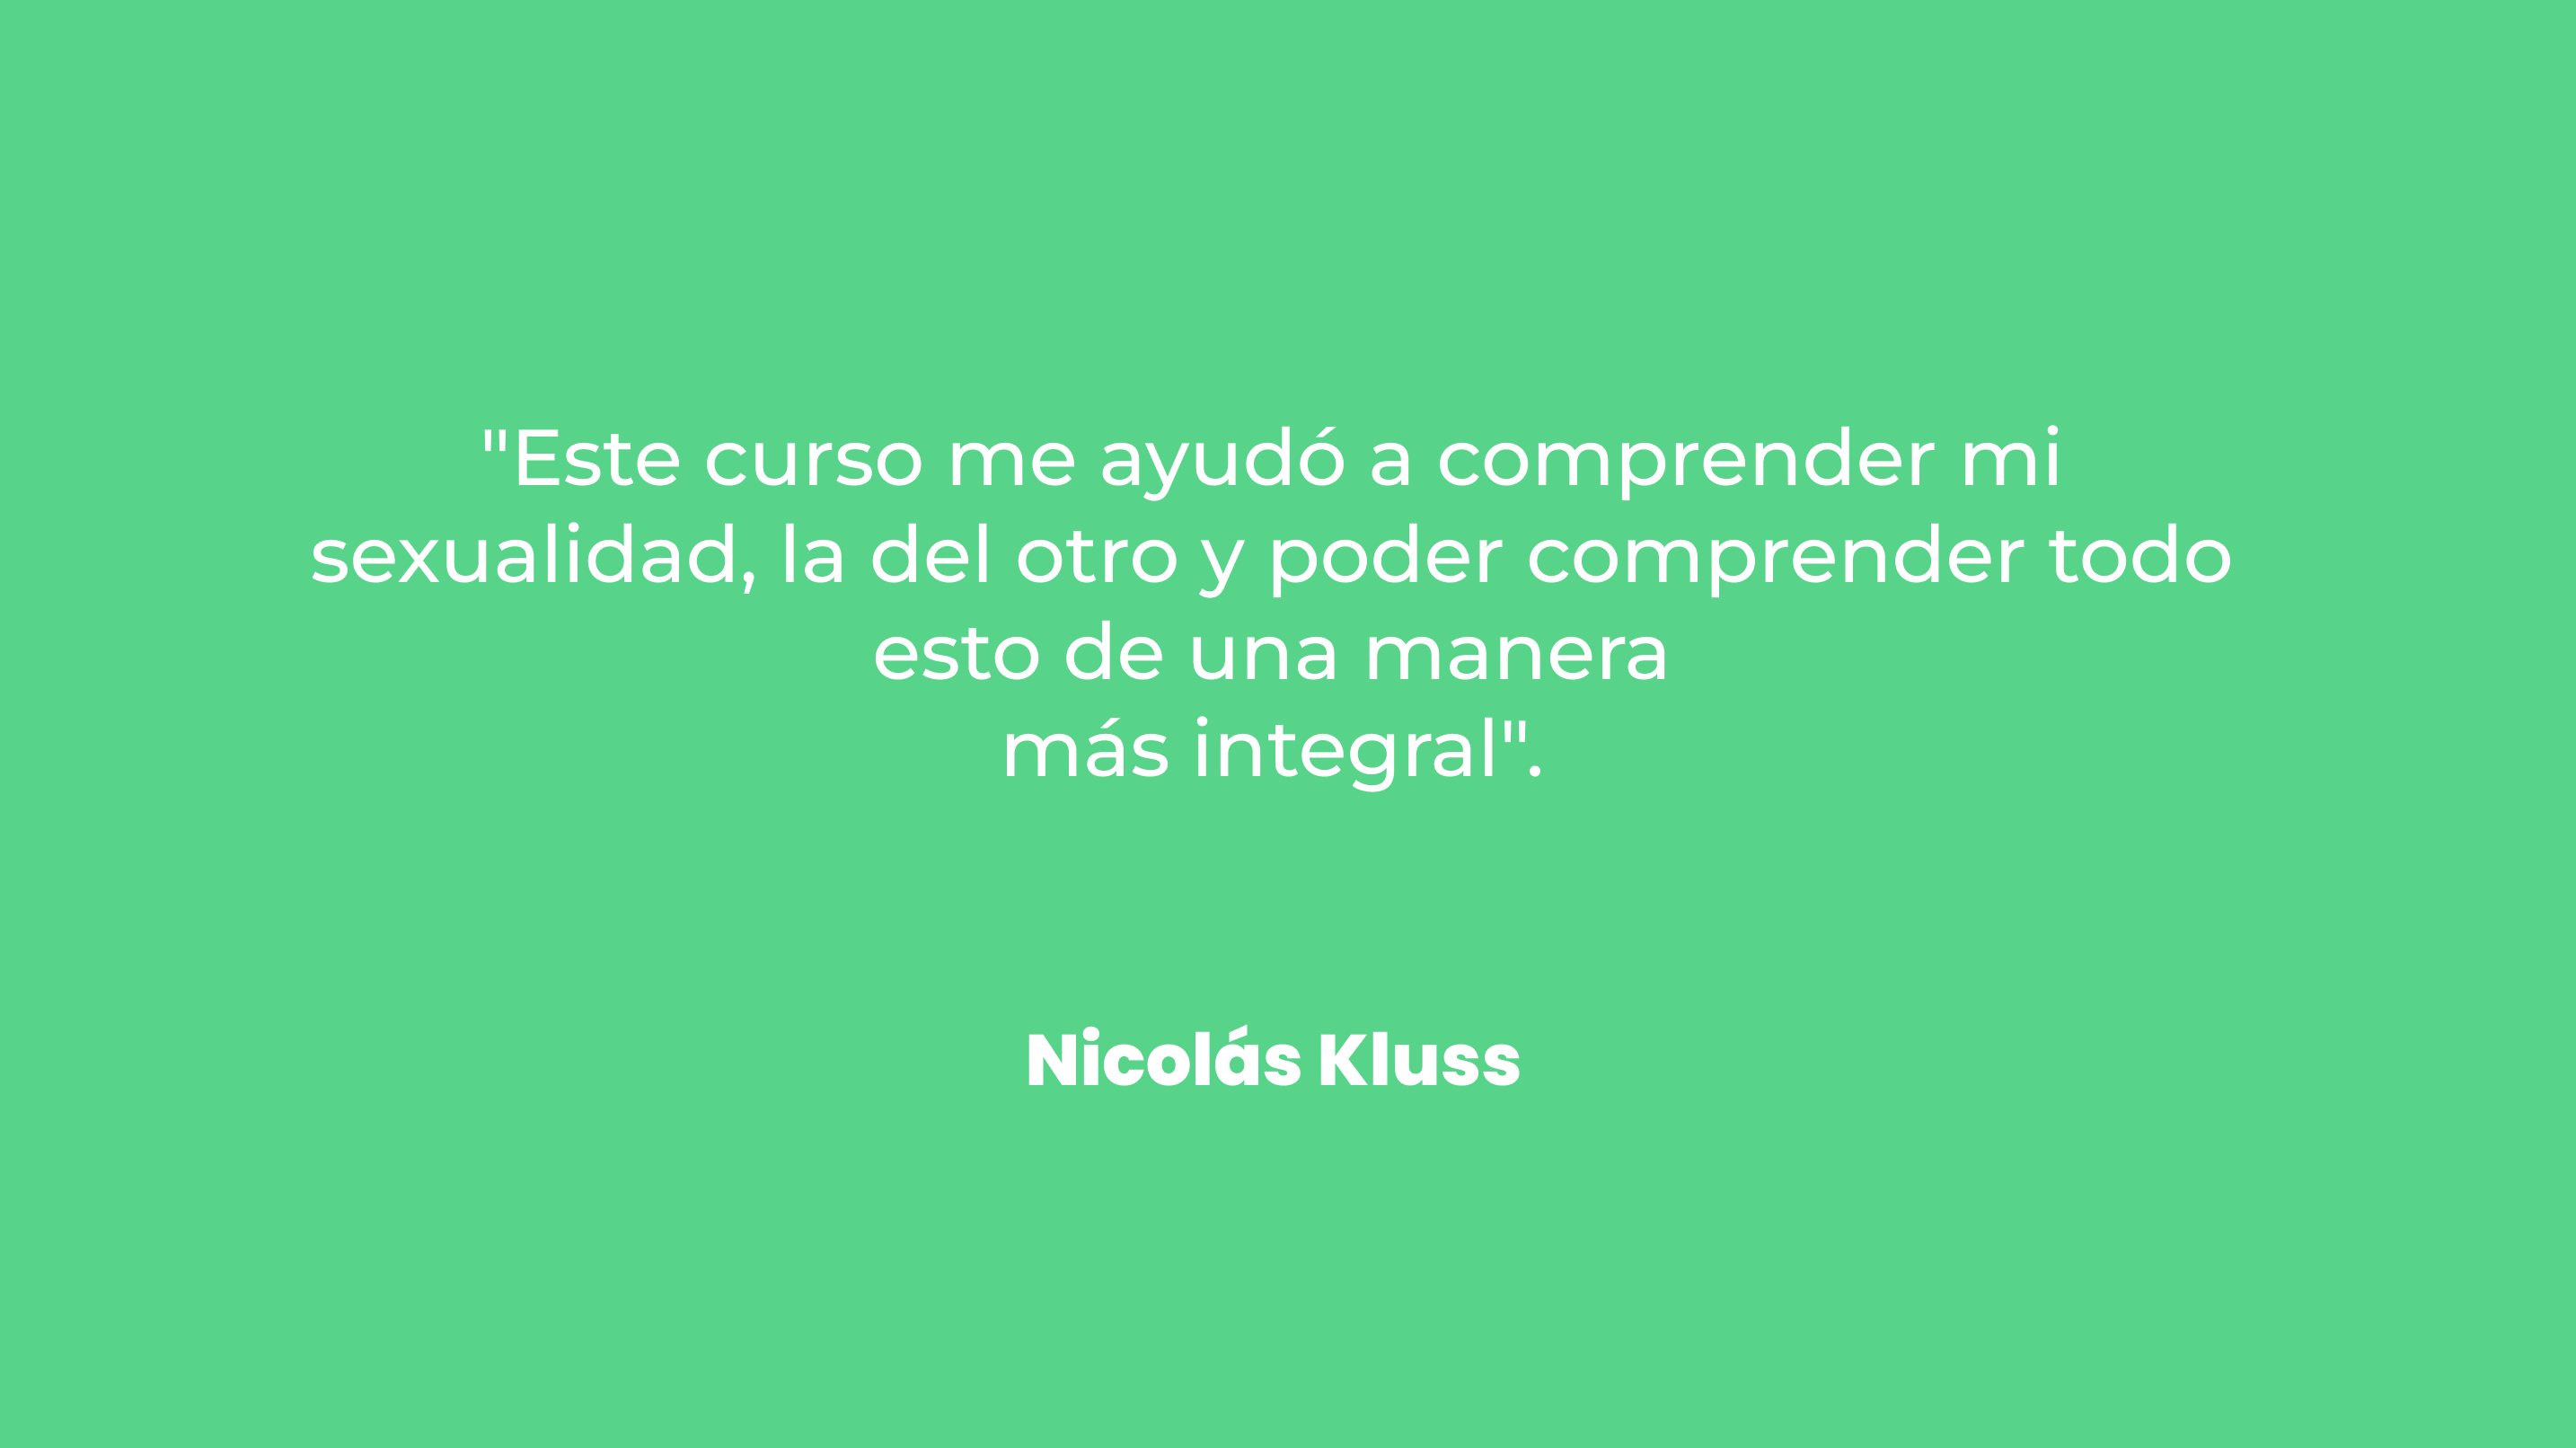 "Este curso me ayudó a comprender mi
sexualidad, la del otro y poder comprender todo
esto de una manera
más integral".
Nicolás Kluss